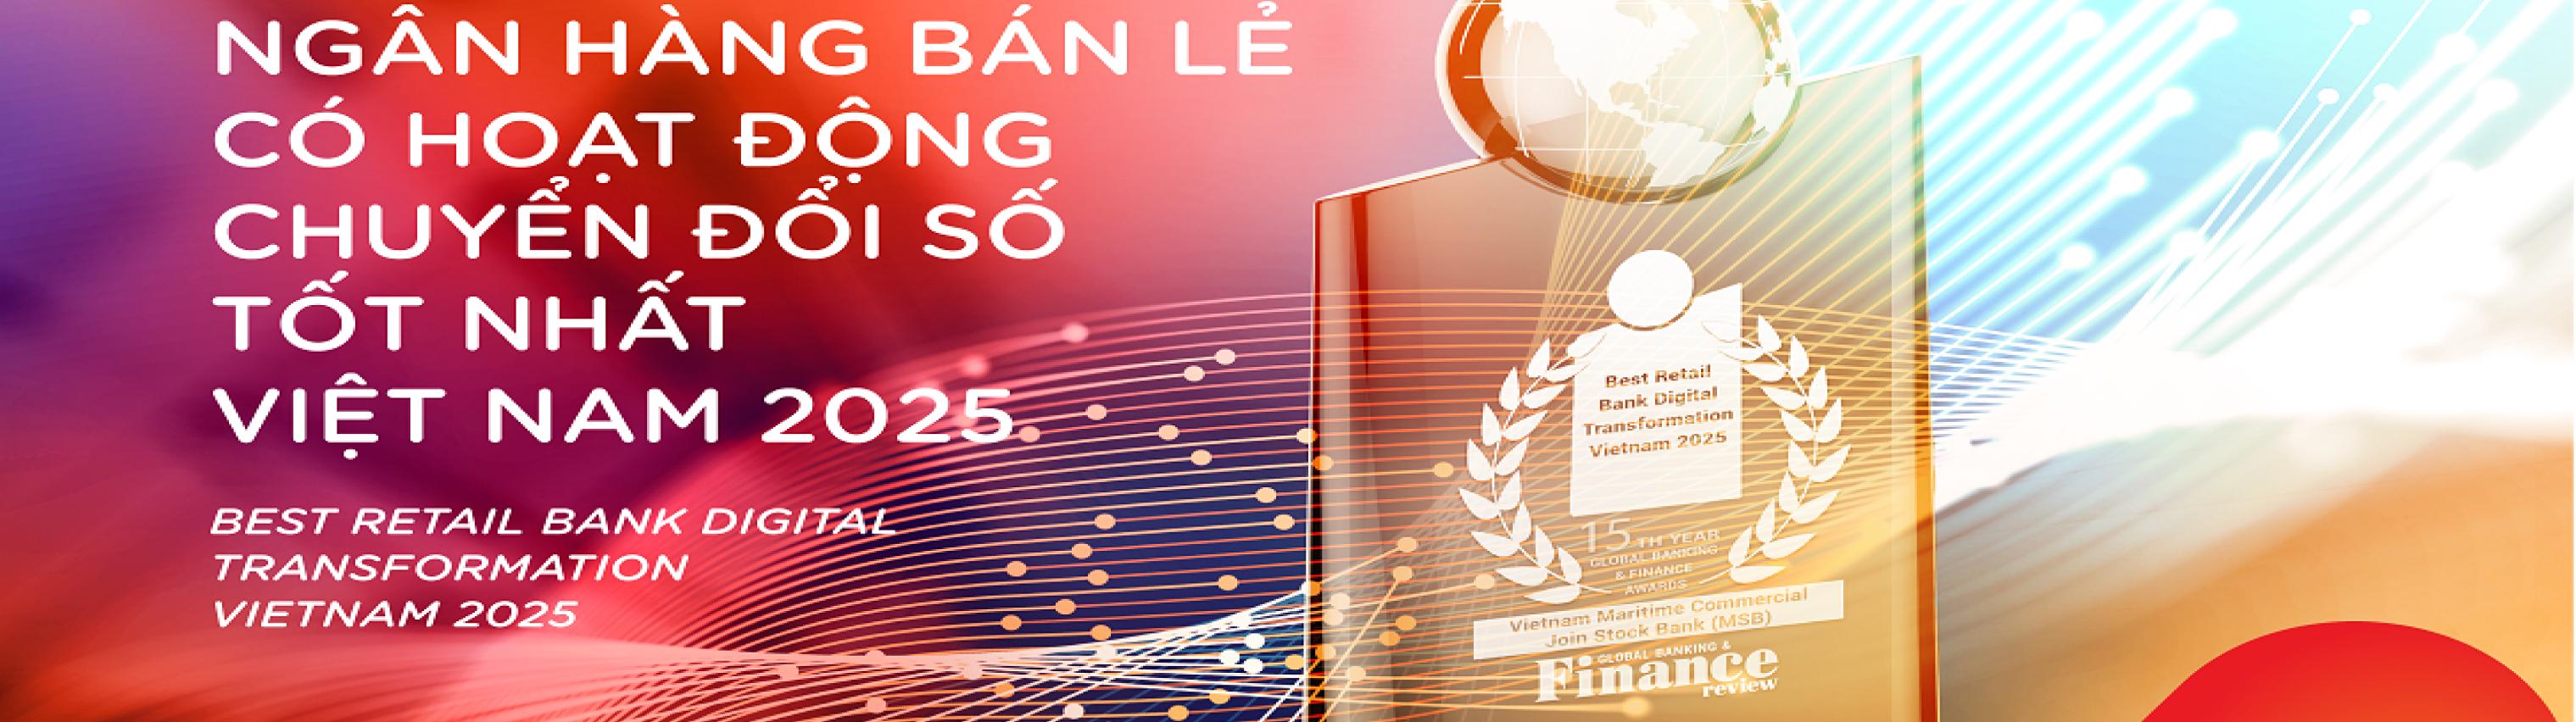 NGÂN HÀNG BÁN LẺ
CÓ HOẠT ĐỘNG
CHUYỂN ĐỔI SỐ
TỐT NHẤT
VIỆT NAM 2025
BEST RETAIL BANK DIGITAL
TRANSFORMATION
VIETNAM 2025
Best Retail
Bank Digital
Transformation
Vietnam 2025
15TH YEAR
GLOBAL BANKING
& FINANCE
AWARDS
Vietnam Maritime Commercial
Join Stock Bank (MSB)
GLOBAL BANKING &
Finance
review